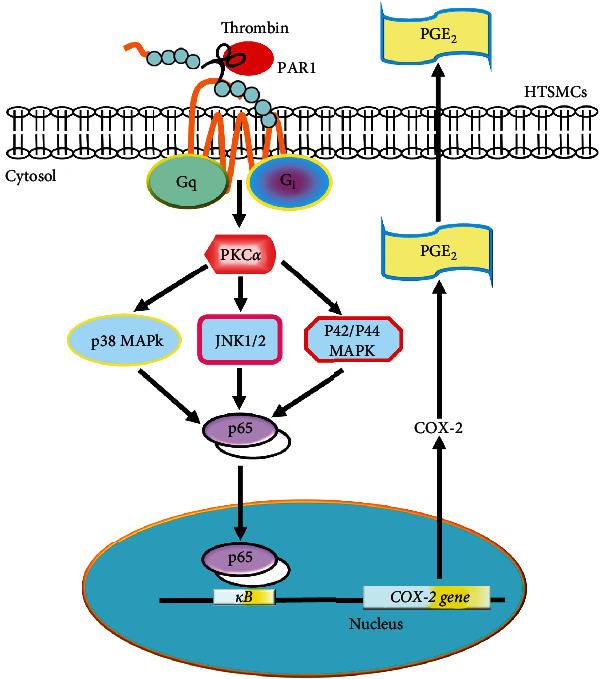 PGE₂
Thrombin
PAR1
HTSMCs
Cytosol
Gq
Gᵢ
PKCα
PGE₂
p38 MAPk
JNK1/2
P42/P44
MAPK
p65
COX-2
p65
κB
COX-2 gene
Nucleus